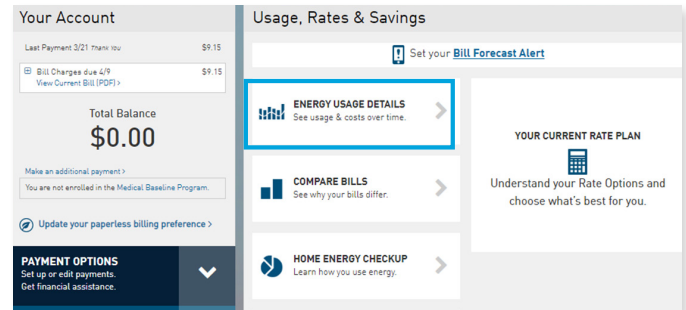 Your Account
Last Payment 3/21 THANK YOU $9.15
Bill Charges due 4/9 $9.15
View Current Bill (PDF) >
Total Balance
$0.00
Make an additional payment >
You are not enrolled in the Medical Baseline Program.
Update your paperless billing preference >
PAYMENT OPTIONS
Set up or edit payments.
Get financial assistance.
Usage, Rates & Savings
Set your Bill Forecast Alert
ENERGY USAGE DETAILS
See usage & costs over time.
COMPARE BILLS
See why your bills differ.
HOME ENERGY CHECKUP
Learn how you use energy.
YOUR CURRENT RATE PLAN
Understand your Rate Options and
choose what's best for you.